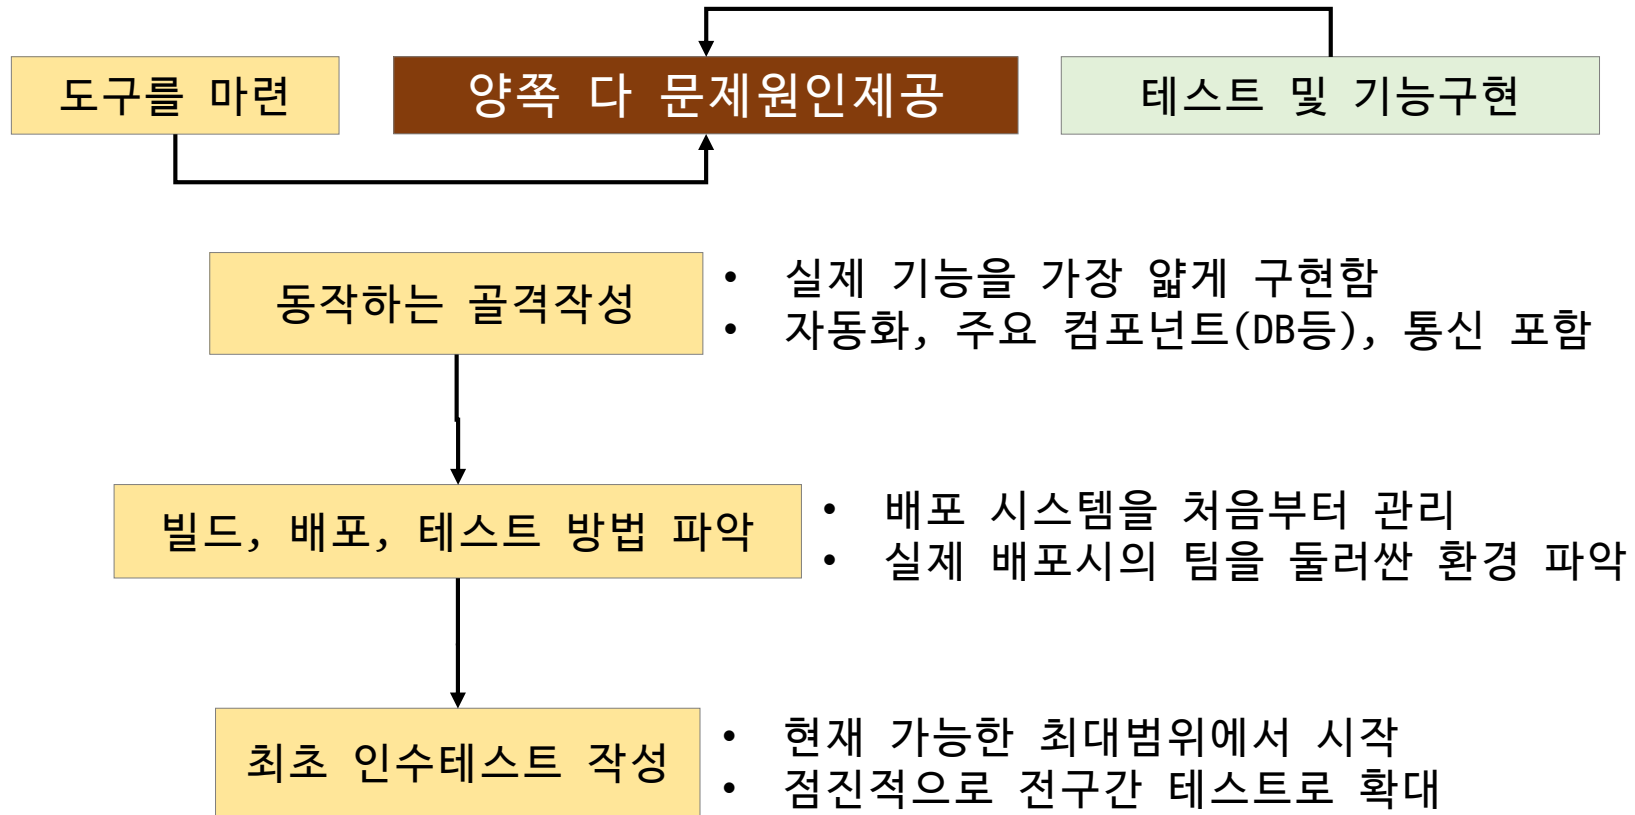 도구를 마련
양쪽 다 문제원인제공
테스트 및 기능구현
동작하는 골격작성
• 실제 기능을 가장 얇게 구현함
• 자동화, 주요 컴포넌트(DB등), 통신 포함
빌드, 배포, 테스트 방법 파악
• 배포 시스템을 처음부터 관리
• 실제 배포시의 팀을 둘러싼 환경 파악
최초 인수테스트 작성
• 현재 가능한 최대범위에서 시작
• 점진적으로 전구간 테스트로 확대